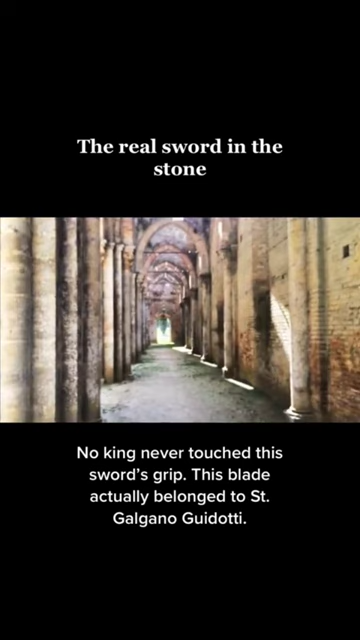 The real sword in the
stone
No king never touched this
sword's grip. This blade
actually belonged to St.
Galgano Guidotti.